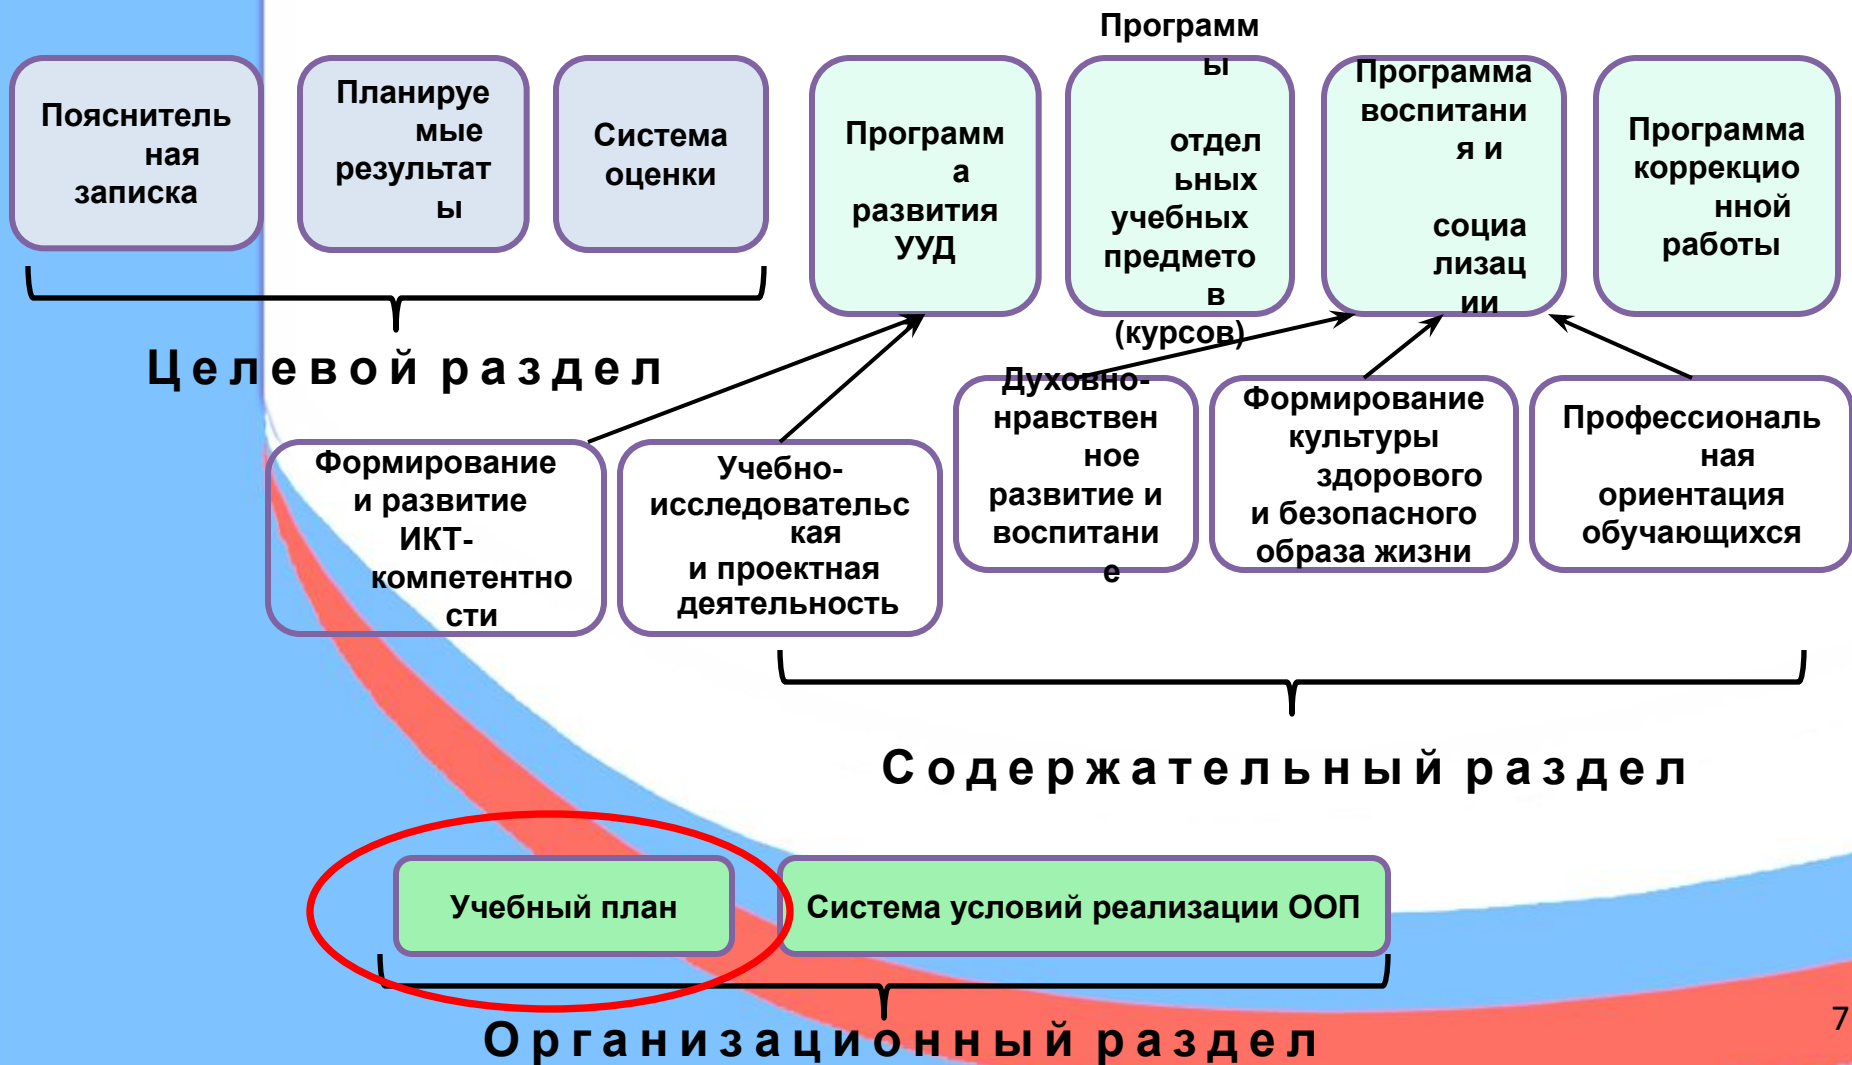 Пояснитель
ная
записка
Планируе
мые
результат
ы
Система
оценки
Программ
а
развития
УУД
Программ
ы
отдел
ьных
учебных
предмето
в
(курсов)
Программа
воспитани
я и
социа
лизац
ии
Программа
коррекцио
нной
работы
Целевой раздел
Формирование
и развитие
ИКТ-
компетентно
сти
Учебно-
исследовательс
кая
и проектная
деятельность
Духовно-
нравствен
ное
развитие и
воспитани
е
Формирование
культуры
здорового
и безопасного
образа жизни
Профессиональ
ная
ориентация
обучающихся
Содержательный раздел
Учебный план
Система условий реализации ООП
Организационный раздел
7